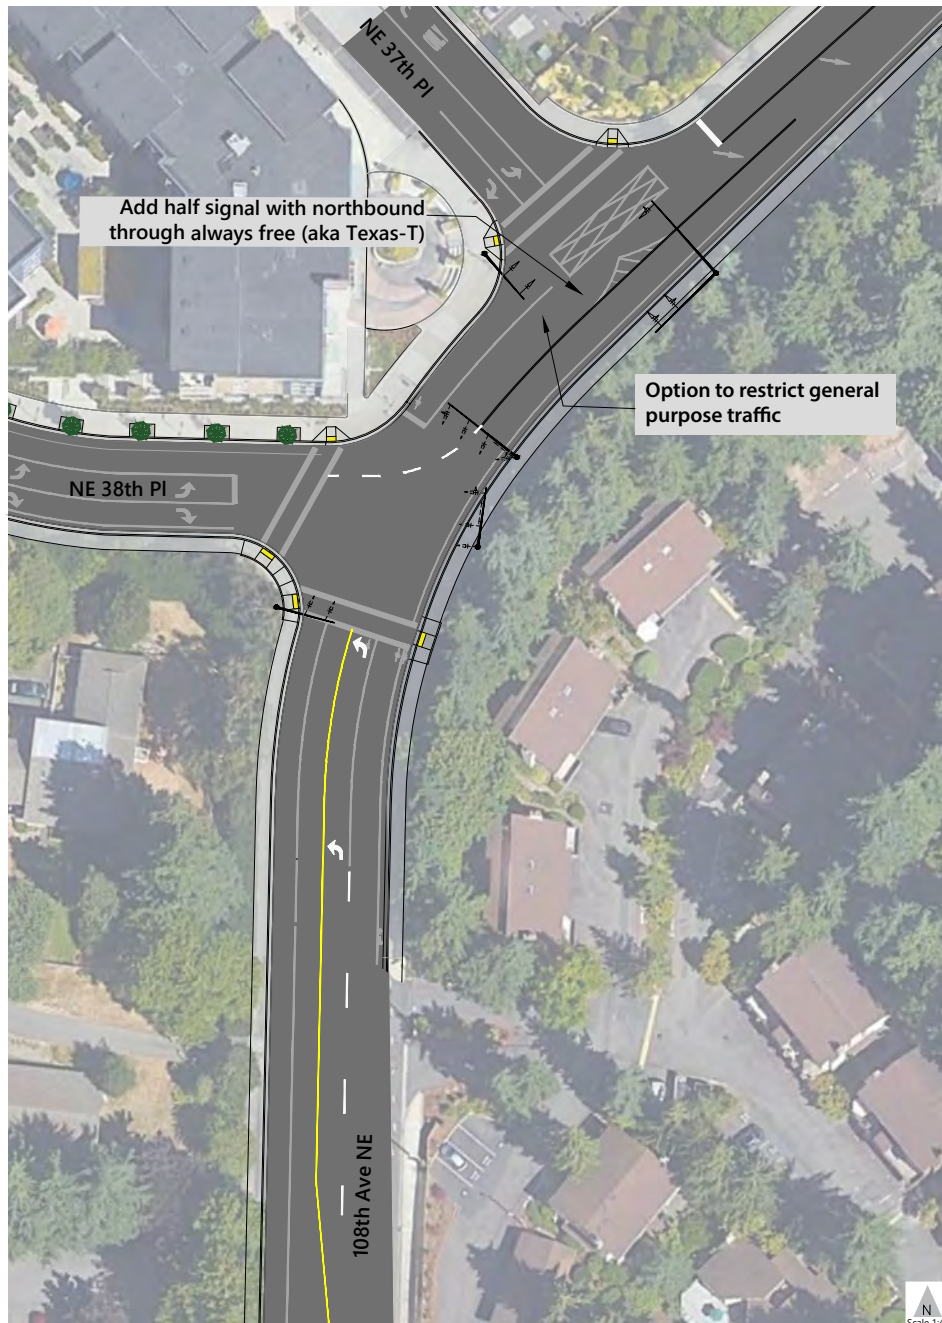 NE 37th Pl
Add half signal with northbound
through always free (aka Texas-T)
Option to restrict general
purpose traffic
NE 38th Pl
108th Ave NE
N